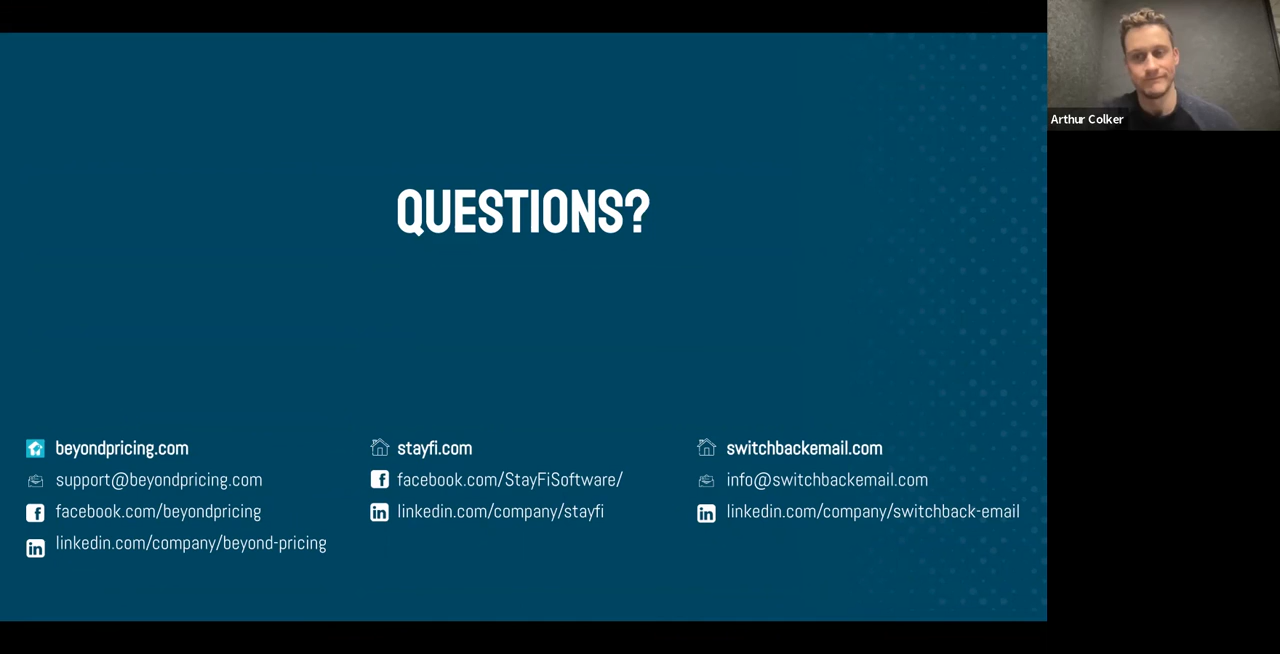 Arthur Colker
QUESTIONS?
beyondpricing.com
support@beyondpricing.com
facebook.com/beyondpricing
linkedin.com/company/beyond-pricing
stayfi.com
facebook.com/StayFiSoftware/
linkedin.com/company/stayfi
switchbackemail.com
info@switchbackemail.com
linkedin.com/company/switchback-email